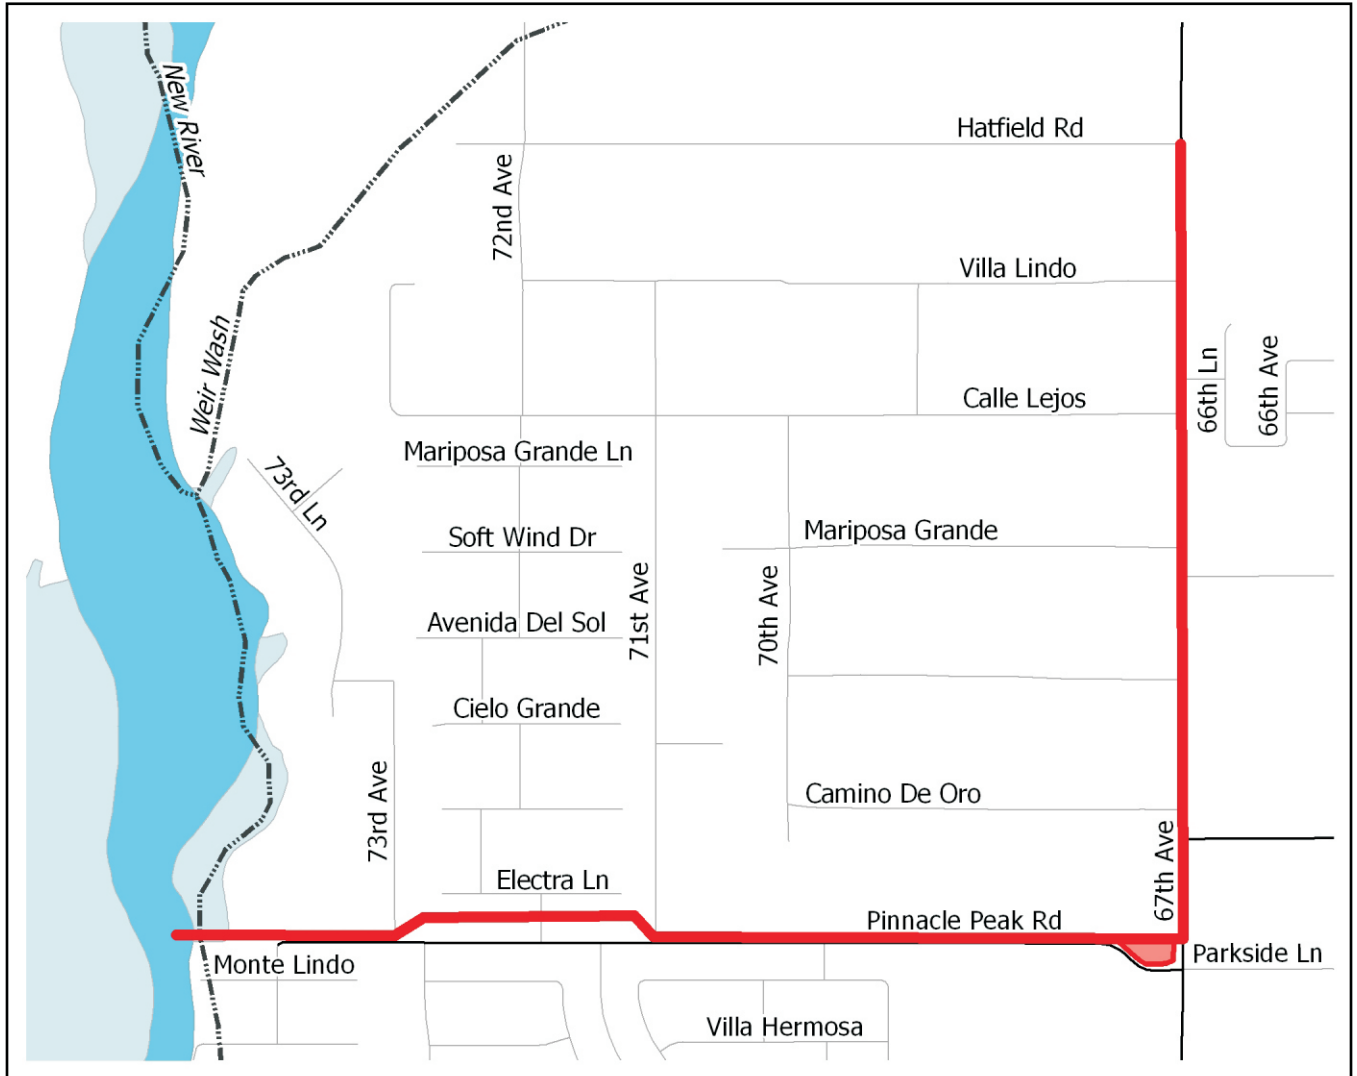 New River
Hatfield Rd
72nd Ave
Villa Lindo
Weir Wash
66th Ln
66th Ave
Calle Lejos
Mariposa Grande Ln
73rd Ln
Soft Wind Dr
Mariposa Grande
71st Ave
70th Ave
Avenida Del Sol
Cielo Grande
73rd Ave
Camino De Oro
67th Ave
Electra Ln
Pinnacle Peak Rd
Monte Lindo
Parkside Ln
Villa Hermosa